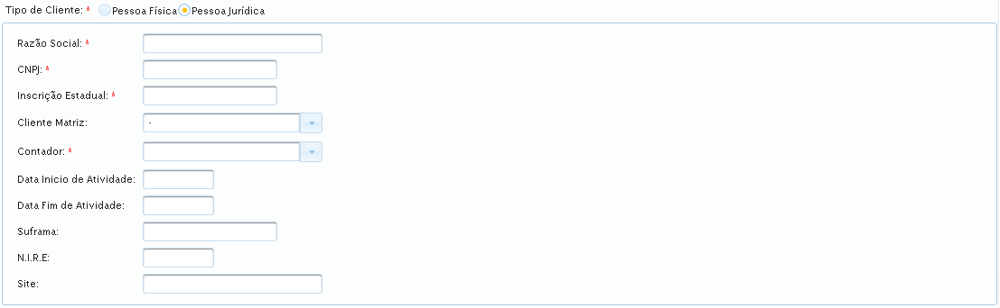 Tipo de Cliente: * Pessoa Física Pessoa Jurídica
Razão Social: *
CNPJ: *
Inscrição Estadual: *
Cliente Matriz: -
Contador: *
Data Inicio de Atividade:
Data Fim de Atividade:
Suframa:
N.I.R.E:
Site: